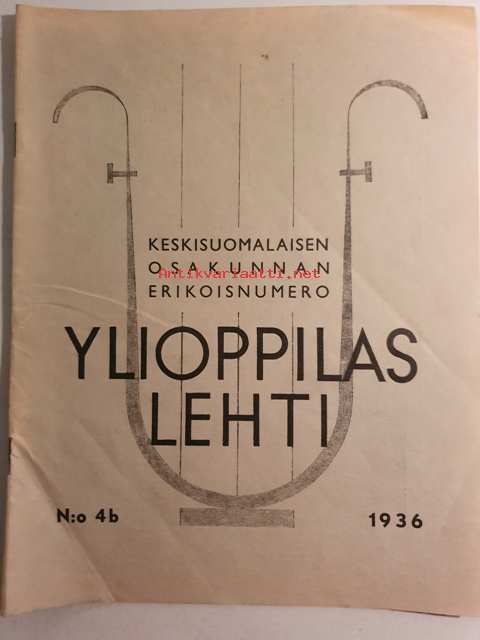 KESKISUOMALAISEN
OSAKUNNAN
Antikvariaatti.net
ERIKOISNUMERO
YLIOPPILAS
LEHTI
N:o 4b
1936